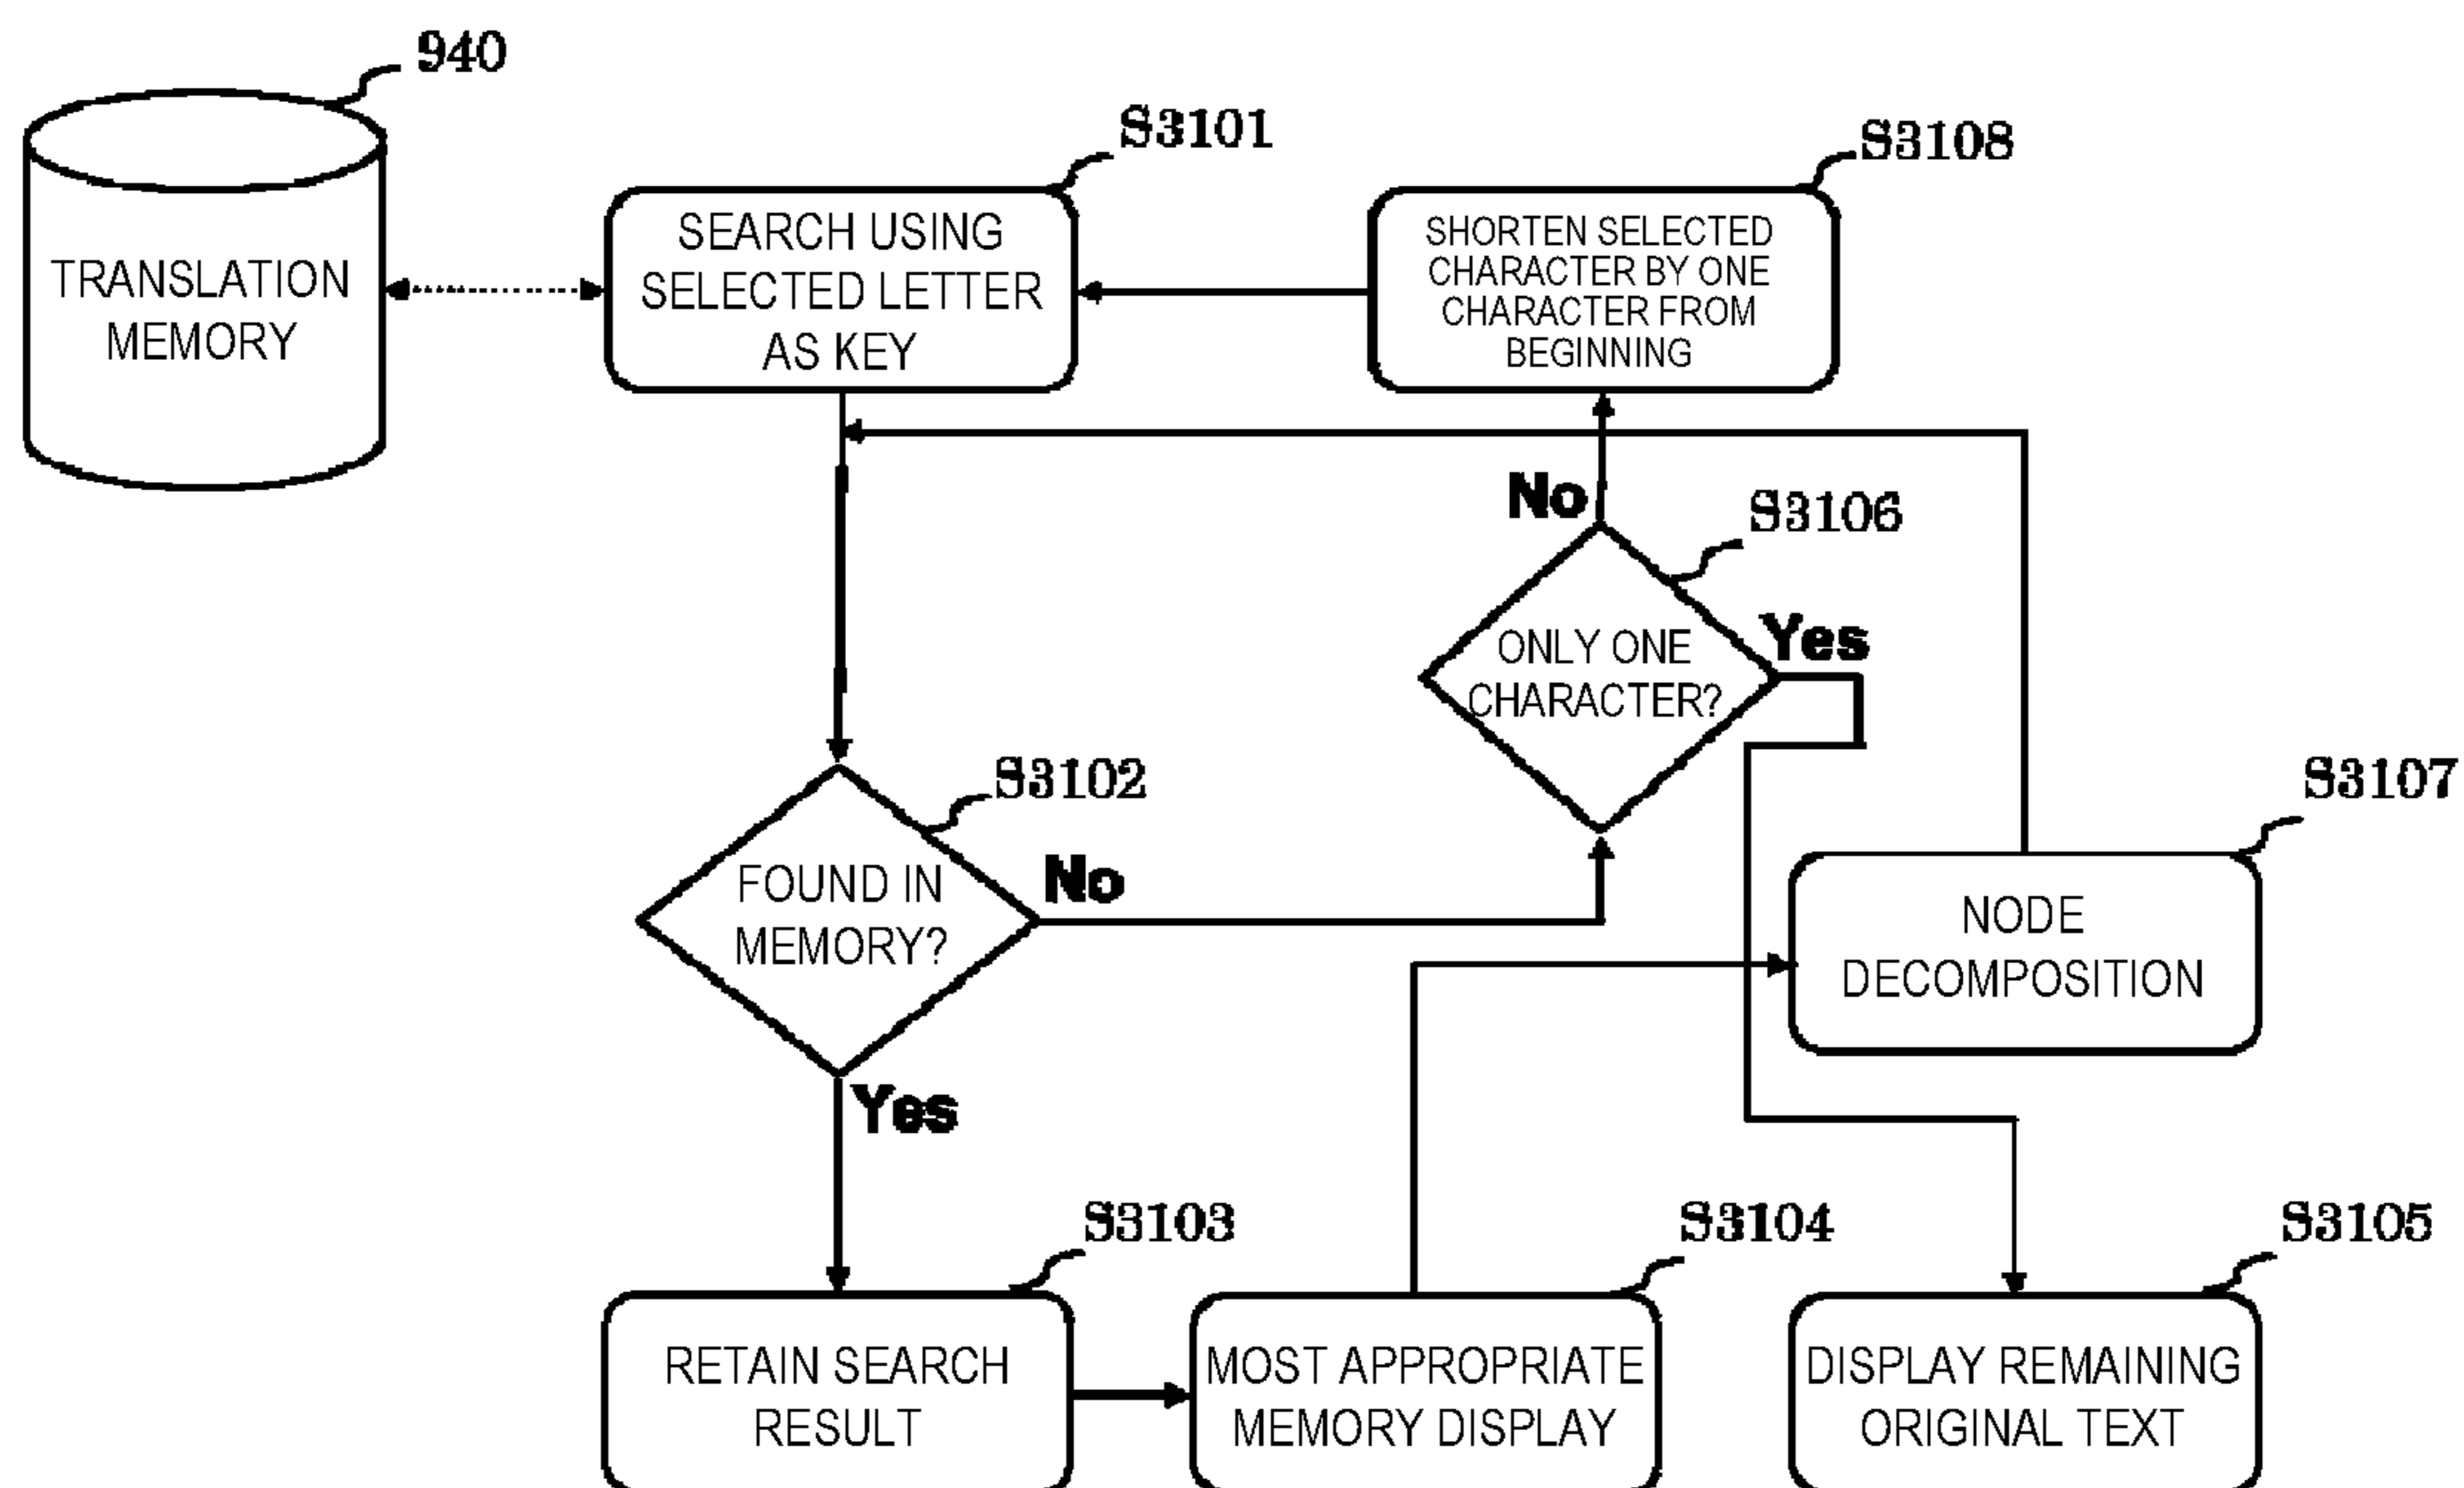 940
TRANSLATION
MEMORY
S3101
SEARCH USING
SELECTED LETTER
AS KEY
S3108
SHORTEN SELECTED
CHARACTER BY ONE
CHARACTER FROM
BEGINNING
No
S3106
ONLY ONE
CHARACTER?
Yes
S3102
FOUND IN
MEMORY?
No
Yes
S3107
NODE
DECOMPOSITION
S3103
RETAIN SEARCH
RESULT
S3104
MOST APPROPRIATE
MEMORY DISPLAY
S3105
DISPLAY REMAINING
ORIGINAL TEXT